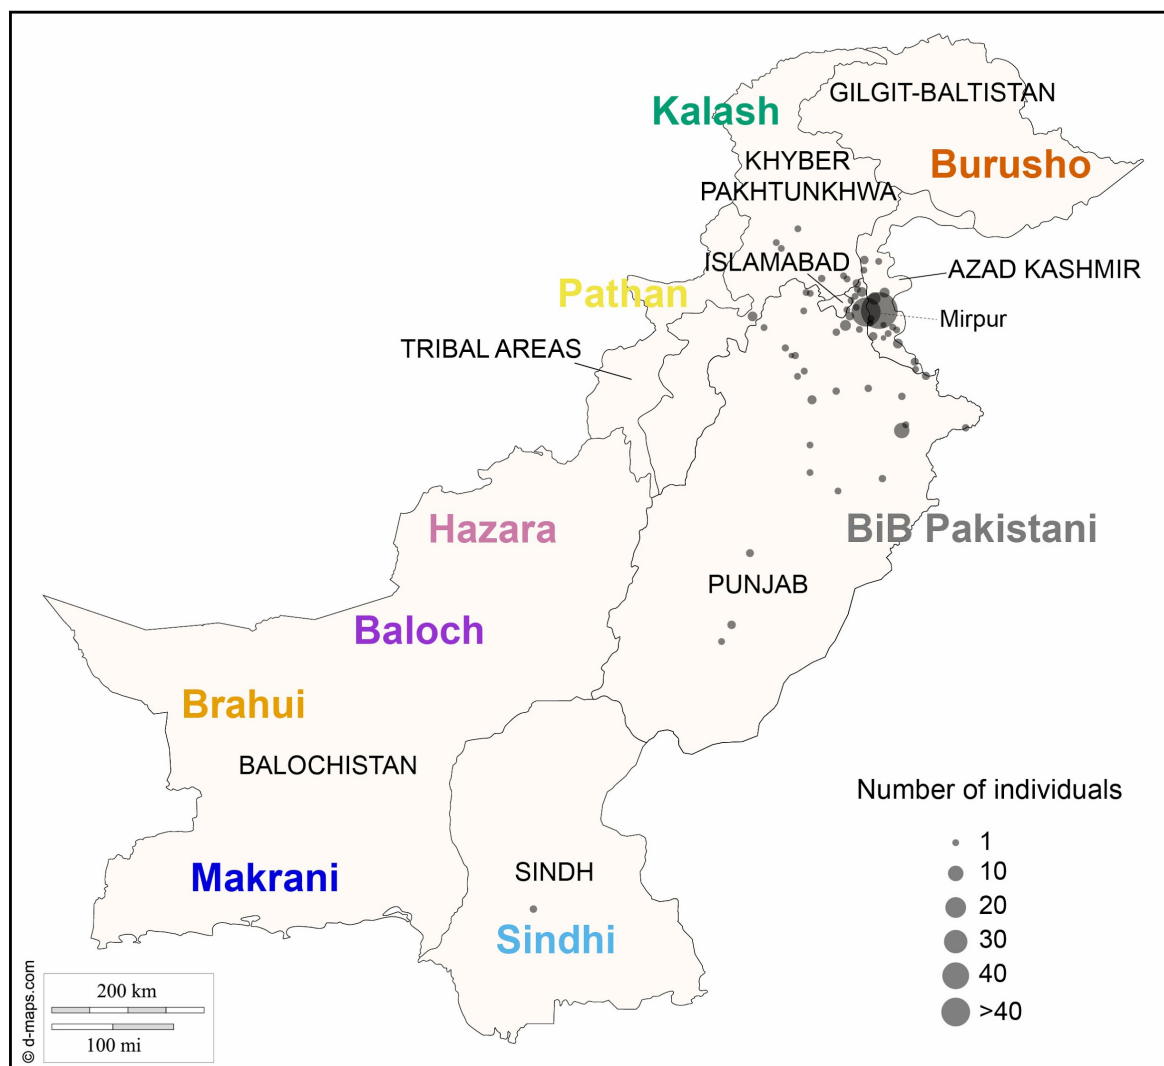 GILGIT-BALTISTAN
Kalash
KHYBER
PAKHTUNKHWA
Burusho
ISLAMABAD
AZAD KASHMIR
Pathan
Mirpur
TRIBAL AREAS
Hazara
BiB Pakistani
PUNJAB
Baloch
Brahui
BALOCHISTAN
Number of individuals
1
10
20
30
40
>40
Makrani
SINDH
Sindhi
200 km
100 mi
© d-maps.com